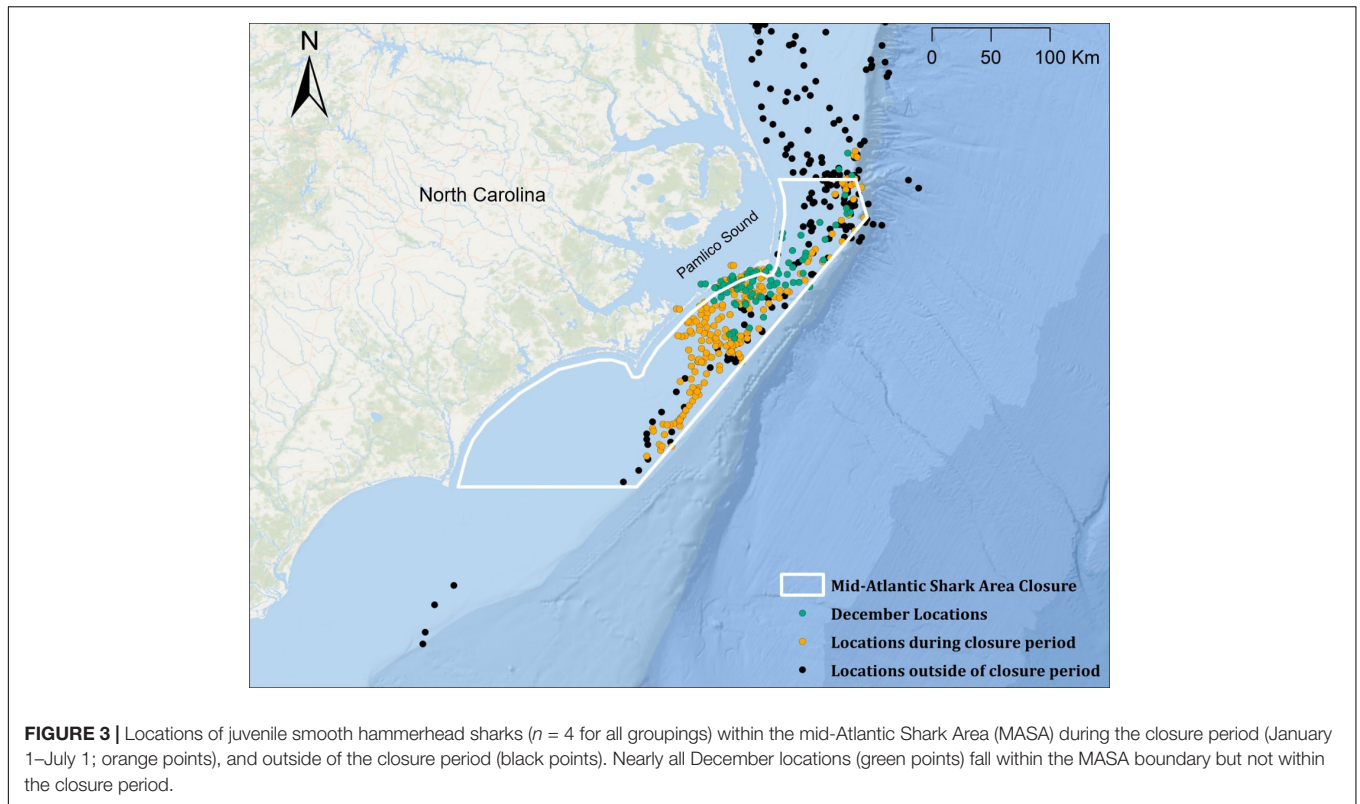 N
0 50 100 Km
North Carolina
Pamlico Sound
Mid-Atlantic Shark Area Closure
December Locations
Locations during closure period
Locations outside of closure period
FIGURE 3 | Locations of juvenile smooth hammerhead sharks (n = 4 for all groupings) within the mid-Atlantic Shark Area (MASA) during the closure period (January
1–July 1; orange points), and outside of the closure period (black points). Nearly all December locations (green points) fall within the MASA boundary but not within
the closure period.